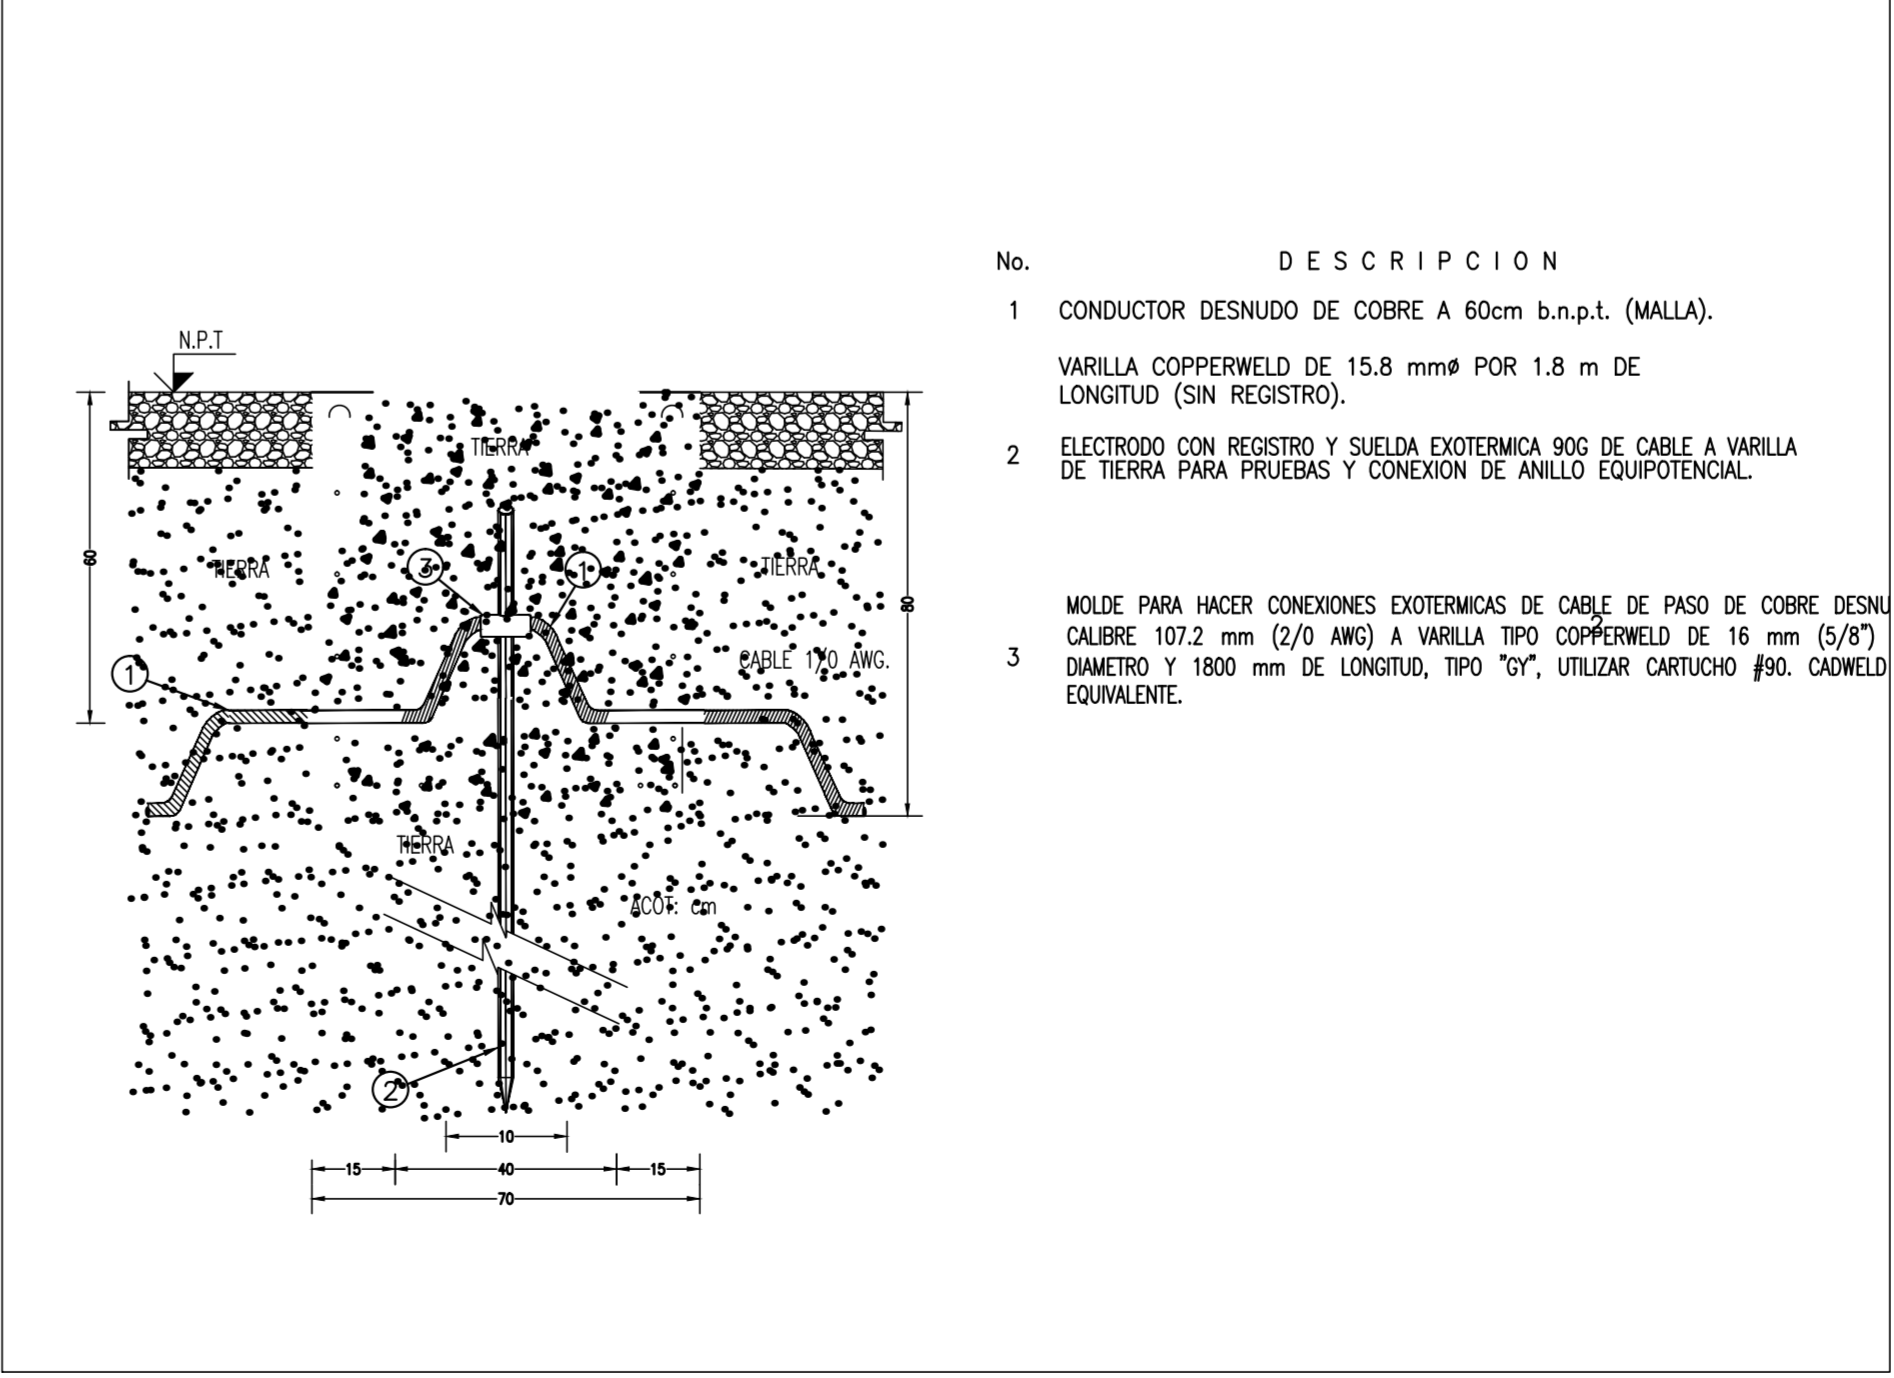 No. D E S C R I P C I O N
1 CONDUCTOR DESNUDO DE COBRE A 60cm b.n.p.t. (MALLA).
VARILLA COPPERWELD DE 15.8 mmø POR 1.8 m DE
LONGITUD (SIN REGISTRO).
2 ELECTRODO CON REGISTRO Y SUELDA EXOTERMICA 90G DE CABLE A VARILLA
DE TIERRA PARA PRUEBAS Y CONEXION DE ANILLO EQUIPOTENCIAL.
MOLDE PARA HACER CONEXIONES EXOTERMICAS DE CABLE DE PASO DE COBRE DESNU
2
CALIBRE 107.2 mm (2/0 AWG) A VARILLA TIPO COPPERWELD DE 16 mm (5/8")
3 DIAMETRO Y 1800 mm DE LONGITUD, TIPO "GY", UTILIZAR CARTUCHO #90. CADWELD
EQUIVALENTE.
N.P.T
TIERRA
60
TIERRA
3
1
TIERRA
80
1
CABLE 1/0 AWG.
TIERRA
ACOT: cm
2
10
15
40
15
70